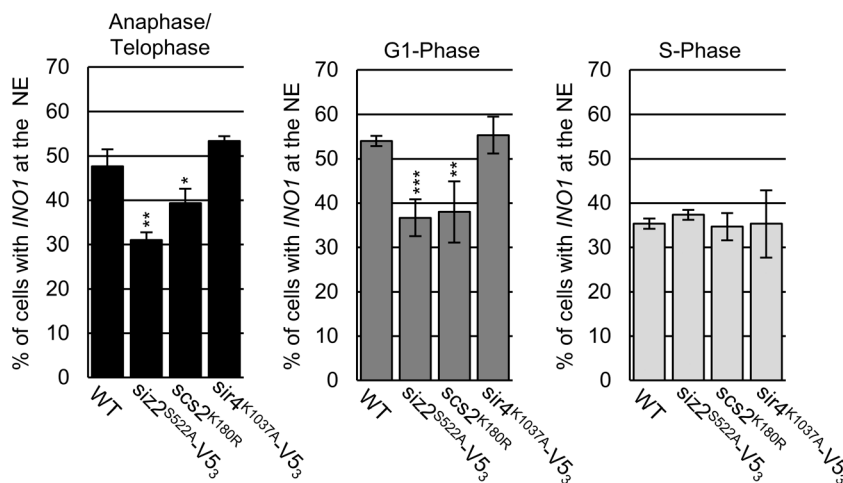 Anaphase/
Telophase
% of cells with INO1 at the NE
70
60
50
40
30
20
10
0
**
*
WT
siz2S522A-V53
scs2K180R
sir4K1037A-V53
G1-Phase
% of cells with INO1 at the NE
70
60
50
40
30
20
10
0
***
**
WT
siz2S522A-V53
scs2K180R
sir4K1037A-V53
S-Phase
% of cells with INO1 at the NE
70
60
50
40
30
20
10
0
WT
siz2S522A-V53
scs2K180R
sir4K1037A-V53